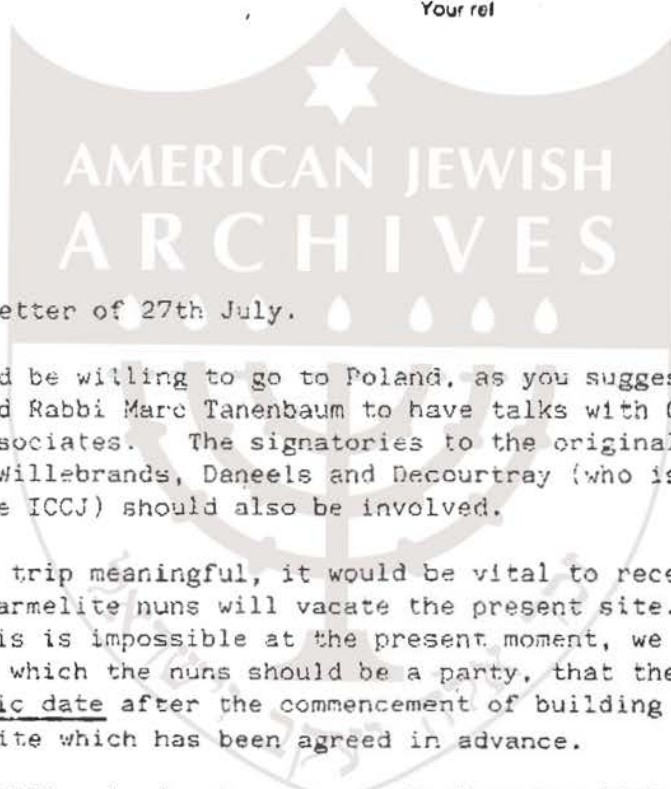 Your ref
AMERICAN JEWISH
ARCHIVES
etter of 27th July.
d be willing to go to Poland, as you sugges
d Rabbi Marc Tanenbaum to have talks with
sociates. The signatories to the original
Willebrands, Daneels and Decourtray (who is
e ICCJ) should also be involved.
trip meaningful, it would be vital to rece
armelite nuns will vacate the present site.
is is impossible at the present moment, we
which the nuns should be a party, that the
ic date after the commencement of building
ite which has been agreed in advance.